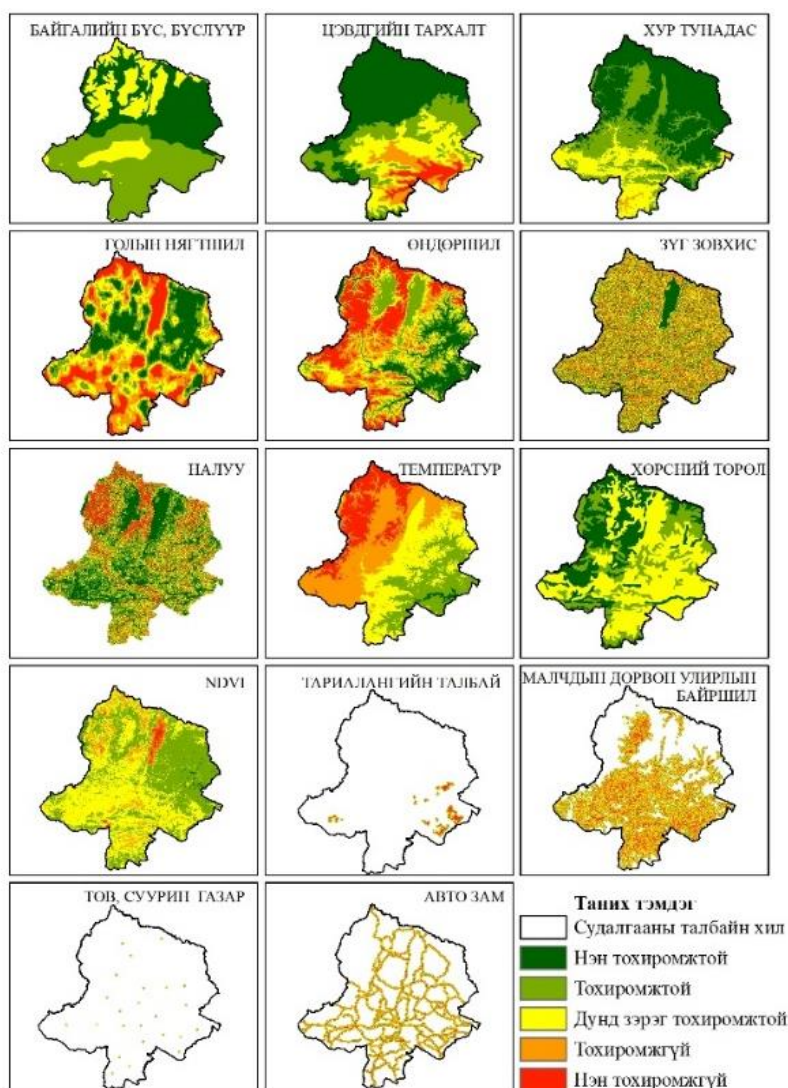 БАЙГАЛИЙН БҮС, БҮСЛҮҮР
ЦЭВДГИЙН ТАРХАЛТ
ХУР ТУНАДАС
ГОЛЫН НЯГТШИЛ
ӨНДӨРШИЛ
ЗҮГ ЗОВХИС
НАЛУУ
ТЕМПЕРАТУР
ХӨРСНИЙ ТӨРӨЛ
NDVI
ТАРИАЛАНГИЙН ТАЛБАЙ
МАЛЧДЫН ДӨРВӨН УЛИРЛЫН
БАЙРШИЛ
ТӨВ, СУУРИН ГАЗАР
АВТО ЗАМ
Таних тэмдэг
Судалгааны талбайн хил
Нэн тохиромжтой
Тохиромжтой
Дунд зэрэг тохиромжтой
Тохиромжгүй
Нэн тохиромжгүй